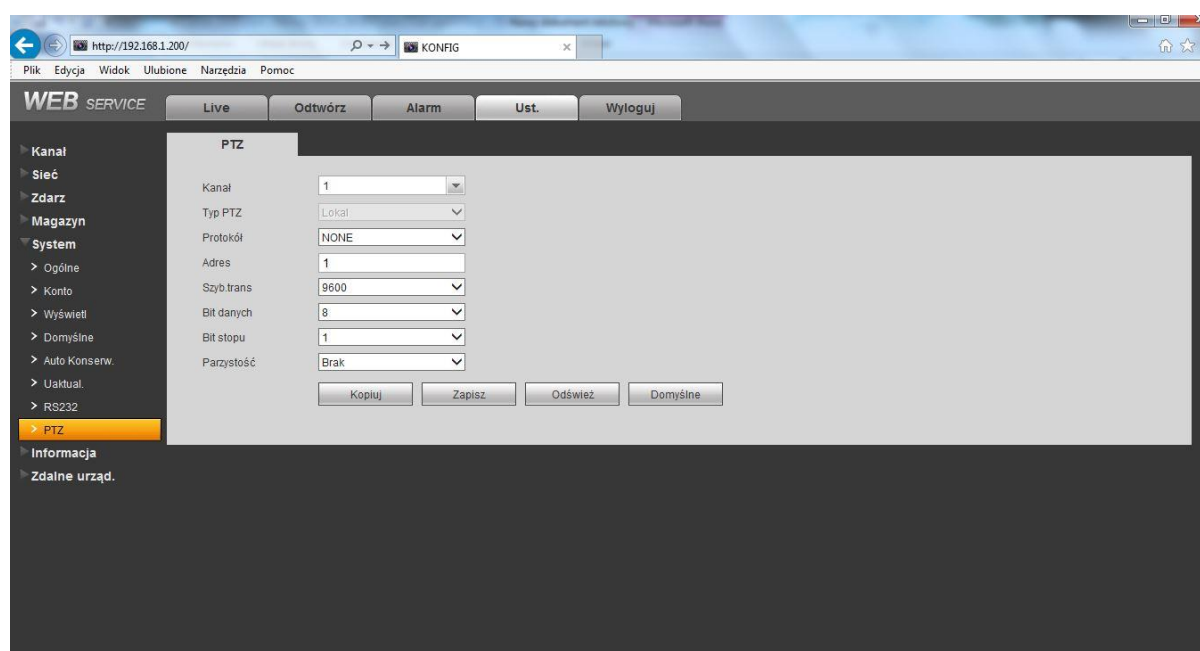 http://192.168.1.200/
KONFIG
Plik Edycja Widok Ulubione Narzędzia Pomoc
WEB SERVICE
Live Odtwórz Alarm Ust. Wyloguj
PTZ
Kanał
Sieć
Zdarz
Magazyn
System
Ogólne
Konto
Wyświetl
Domyślne
Auto Konserw.
Uaktual.
RS232
PTZ
Informacja
Zdalne urząd.
Kanał 1
Typ PTZ Lokal
Protokół NONE
Adres 1
Szyb.trans 9600
Bit danych 8
Bit stopu 1
Parzystość Brak
Kopiuj Zapisz Odśwież Domyślne